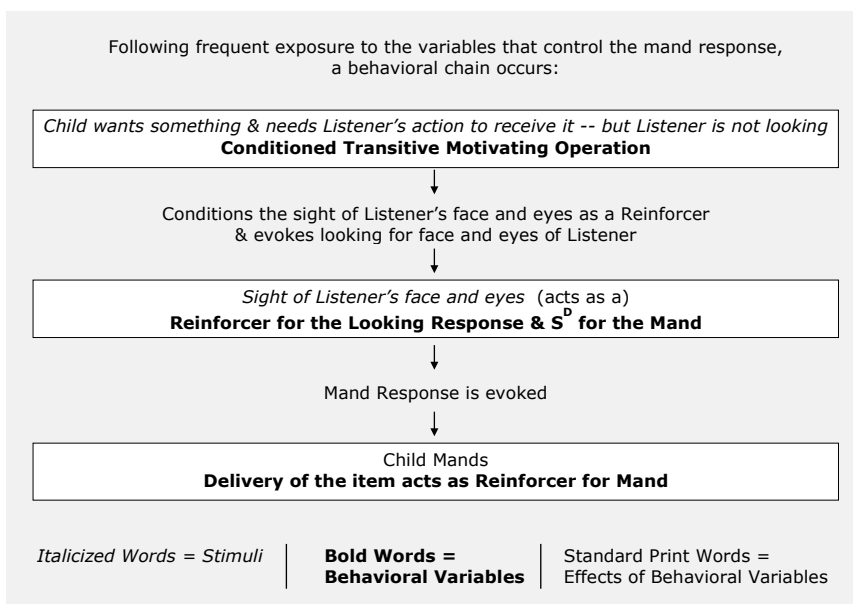 Following frequent exposure to the variables that control the mand response,
a behavioral chain occurs:
Child wants something & needs Listener's action to receive it -- but Listener is not looking
Conditioned Transitive Motivating Operation
Conditions the sight of Listener's face and eyes as a Reinforcer
& evokes looking for face and eyes of Listener
Sight of Listener's face and eyes (acts as a)
Reinforcer for the Looking Response & S^D for the Mand
Mand Response is evoked
Child Mands
Delivery of the item acts as Reinforcer for Mand
Italicized Words = Stimuli
Bold Words =
Behavioral Variables
Standard Print Words =
Effects of Behavioral Variables